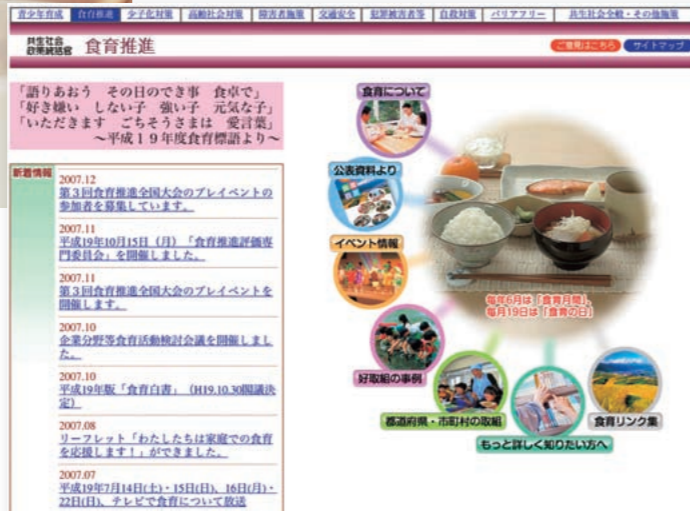 青少年育成 食育推進 少子化対策 高齢社会対策 障害者施策 交通安全 犯罪被害者等 自殺対策 バリアフリー 共生社会全般・その他施策
共生社会
政策統括官
食育推進
ご意見はこちら サイトマップ
「語りあおう その日のでき事 食卓で」
「好き嫌い しない子 強い子 元気な子」
「いただきます ごちそうさまは 愛言葉」
〜平成19年度食育標語より〜
新着情報
2007.12
第3回食育推進全国大会のプレイベントの
参加者を募集しています。
2007.11
平成19年10月15日（月）「食育推進評価専
門委員会」を開催しました。
2007.11
第3回食育推進全国大会のプレイベントを
開催します。
2007.10
企業分野等食育活動検討会議を開催しまし
た。
2007.10
平成19年版「食育白書」（H19.10.30閣議決
定）
2007.08
リーフレット「わたしたちは家庭での食育
を応援します！」ができました。
2007.07
平成19年7月14日(土)・15日(日)、16日(月)・
22日(日)、テレビで食育について放送
食育について
公表資料より
イベント情報
好取組の事例
都道府県・市町村の取組
もっと詳しく知りたい方へ
食育リンク集
毎年6月は「食育月間」
毎月19日は「食育の日」